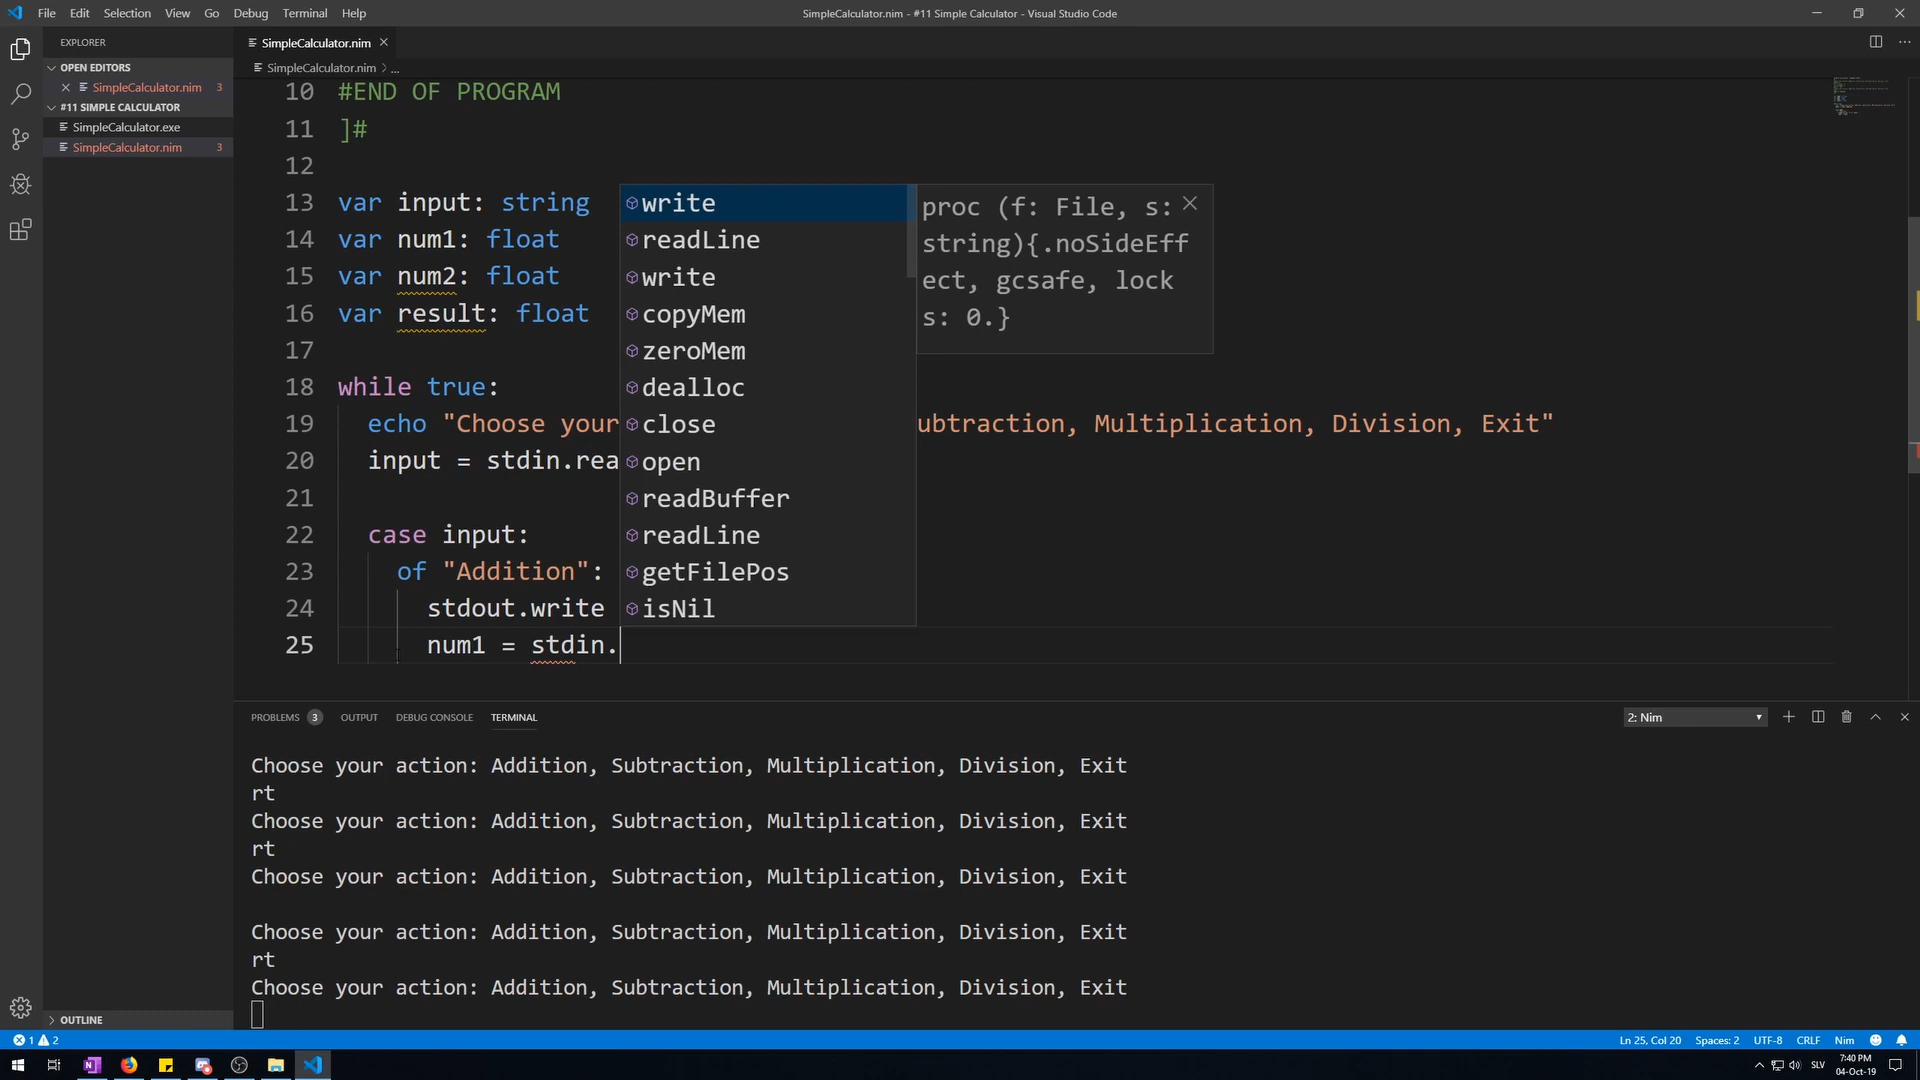 File Edit Selection View Go Debug Terminal Help
SimpleCalculator.nim - #11 Simple Calculator - Visual Studio Code
EXPLORER
OPEN EDITORS
SimpleCalculator.nim 3
#11 SIMPLE CALCULATOR
SimpleCalculator.exe
SimpleCalculator.nim 3
OUTLINE
SimpleCalculator.nim
SimpleCalculator.nim > ...
10 #END OF PROGRAM
11 ]#
12
13 var input: string
14 var num1: float
15 var num2: float
16 var result: float
17
18 while true:
19 echo "Choose your ubtraction, Multiplication, Division, Exit"
20 input = stdin.rea
21
22 case input:
23 of "Addition":
24 stdout.write
25 num1 = stdin.
write
readLine
write
copyMem
zeroMem
dealloc
close
open
readBuffer
readLine
getFilePos
isNil
proc (f: File, s:
string){.noSideEff
ect, gcsafe, lock
s: 0.}
PROBLEMS 3 OUTPUT DEBUG CONSOLE TERMINAL
2: Nim
Choose your action: Addition, Subtraction, Multiplication, Division, Exit
rt
Choose your action: Addition, Subtraction, Multiplication, Division, Exit
rt
Choose your action: Addition, Subtraction, Multiplication, Division, Exit
Choose your action: Addition, Subtraction, Multiplication, Division, Exit
rt
Choose your action: Addition, Subtraction, Multiplication, Division, Exit
1 2
Ln 25, Col 20 Spaces: 2 UTF-8 CRLF Nim
SLV
7:40 PM
04-Oct-19